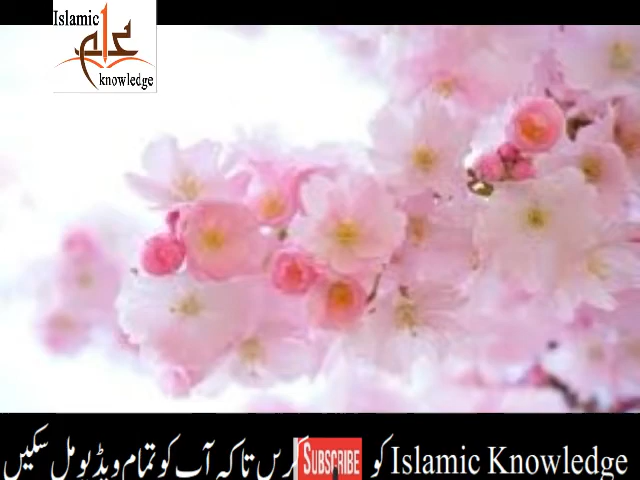 Islamic
علم
knowledge
Islamic Knowledge کو SUBSCRIBE کریں تاکہ آپ کو تمام ویڈیو مل سکیں